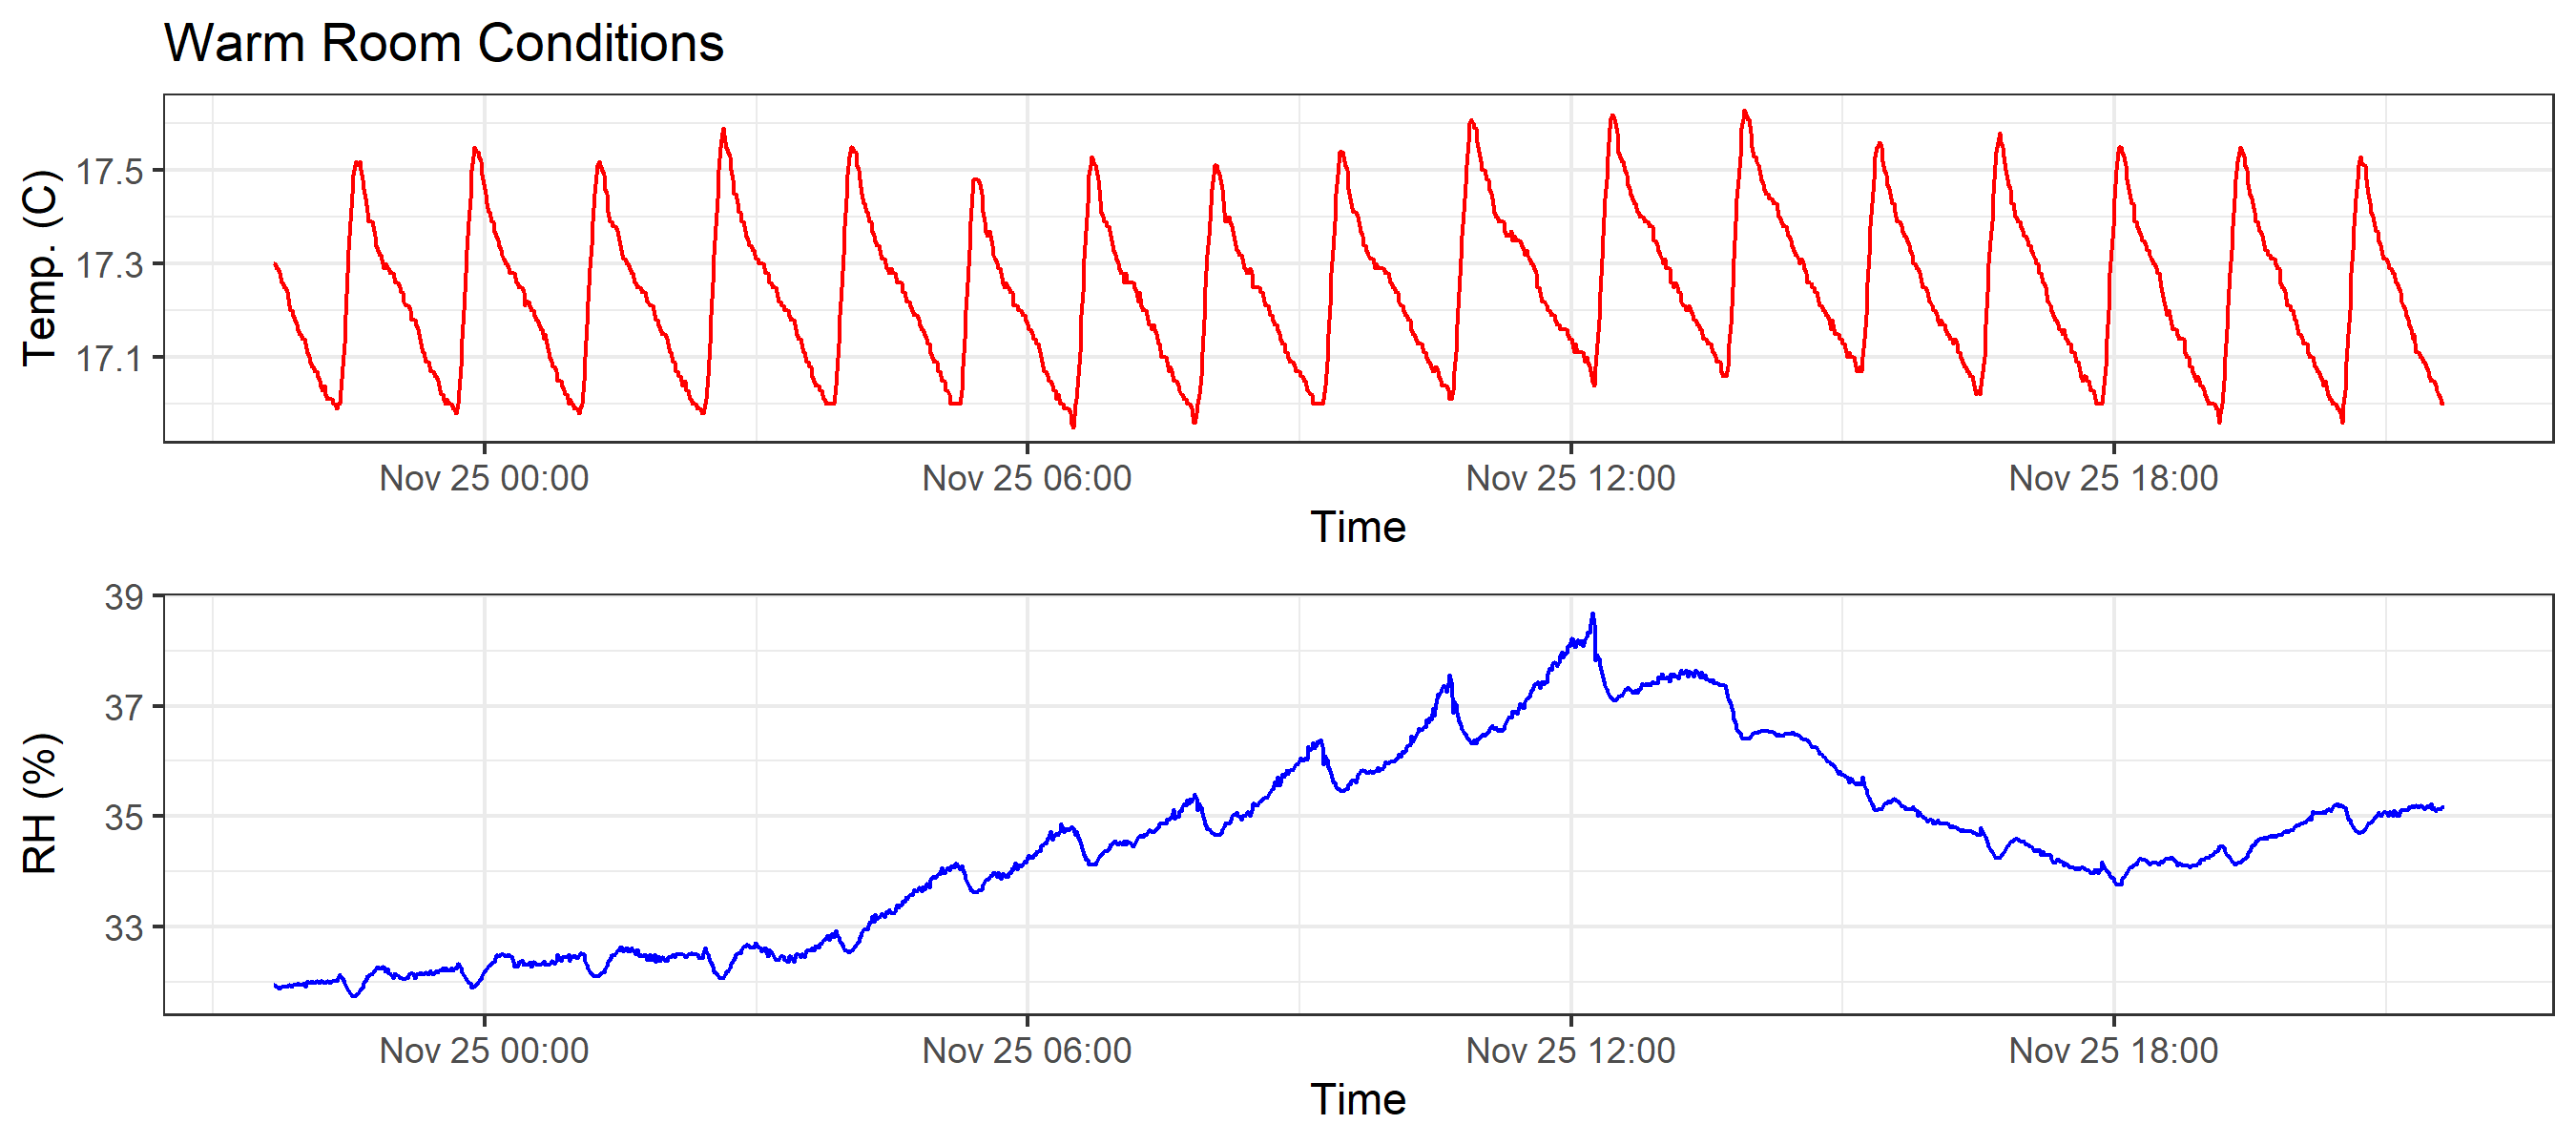 Warm Room Conditions
Temp. (C)
17.5
17.3
17.1
Nov 25 00:00 Nov 25 06:00 Nov 25 12:00 Nov 25 18:00
Time
RH (%)
39
37
35
33
Nov 25 00:00 Nov 25 06:00 Nov 25 12:00 Nov 25 18:00
Time